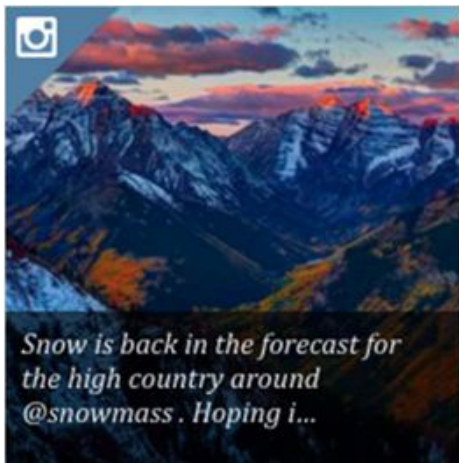 Snow is back in the forecast for
the high country around
@snowmass . Hoping i...